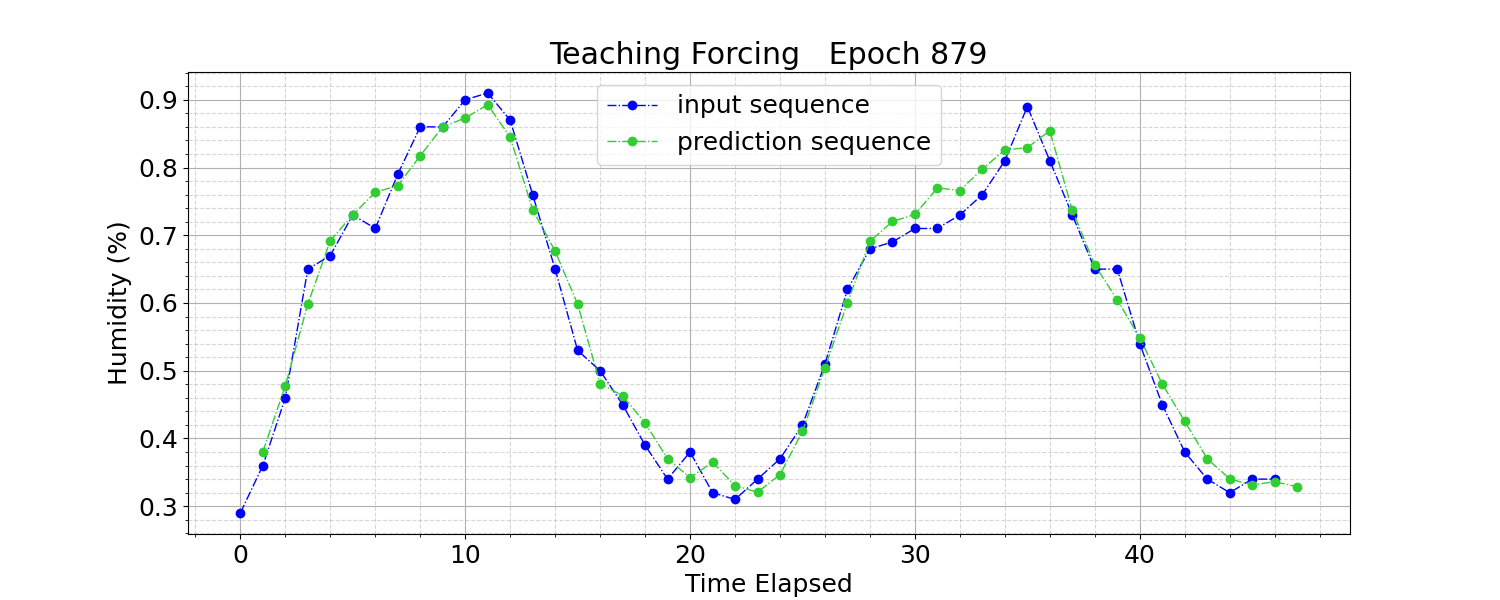 Teaching Forcing   Epoch 879
input sequence
prediction sequence
Humidity (%)
0.9
0.8
0.7
0.6
0.5
0.4
0.3
0 10 20 30 40
Time Elapsed